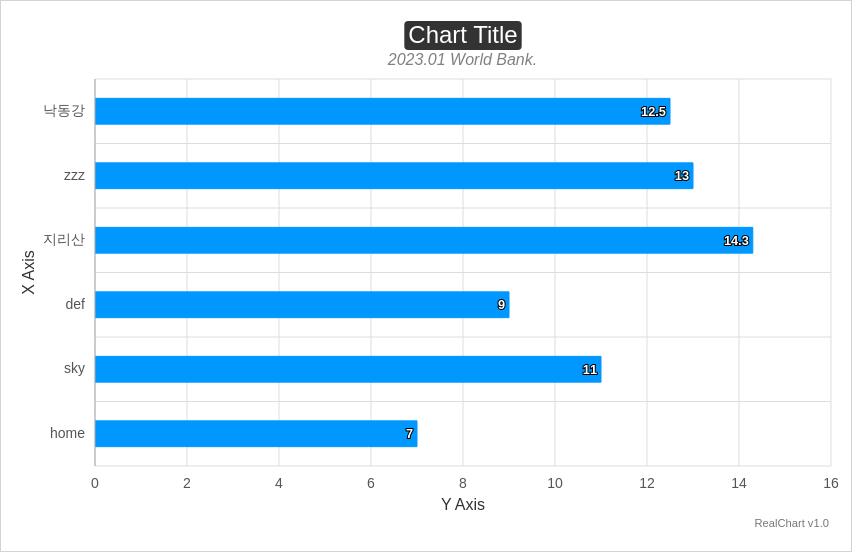 Chart Title
2023.01 World Bank.
낙동강
12.5
zzz
13
지리산
14.3
X Axis
def
9
sky
11
home
7
0 2 4 6 8 10 12 14 16
Y Axis
RealChart v1.0